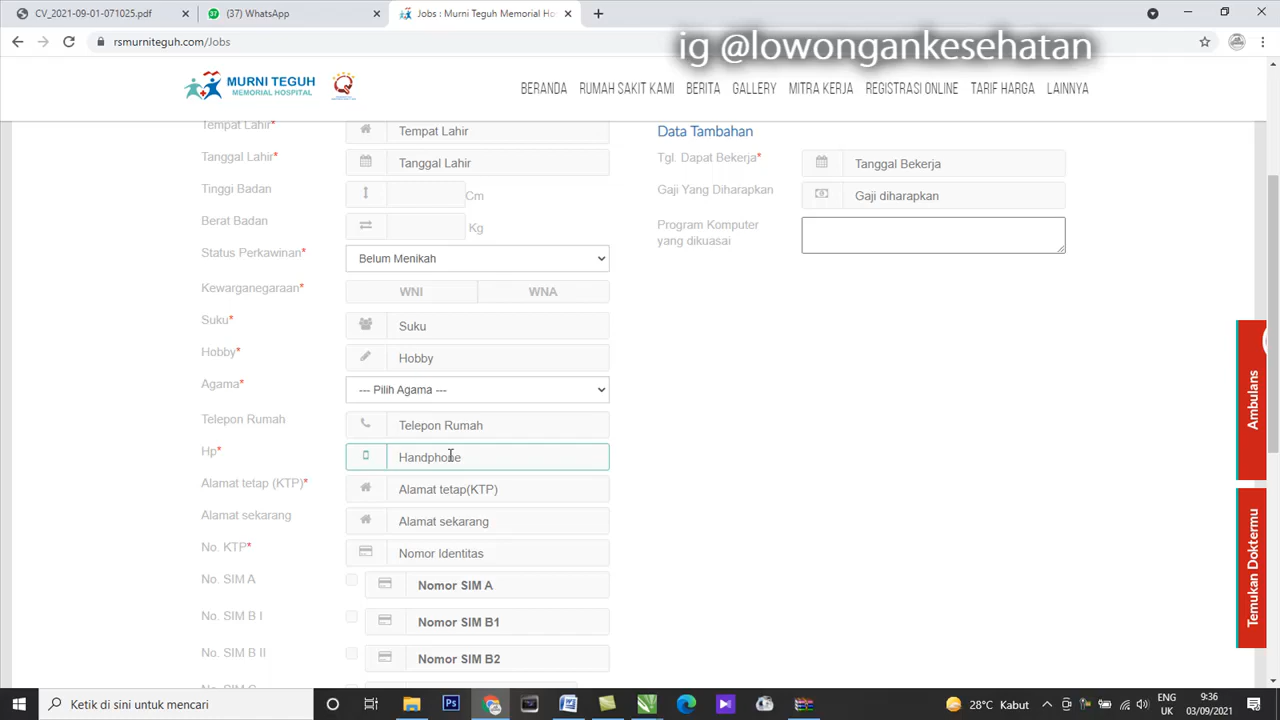 CV_2021-09-01-071025.pdf
(37) WhatsApp
Jobs : Murni Teguh Memorial Ho
rsmurniteguh.com/Jobs
ig @lowongankesehatan
MURNI TEGUH
MEMORIAL HOSPITAL
BERANDA RUMAH SAKIT KAMI BERITA GALLERY MITRA KERJA REGISTRASI ONLINE TARIF HARGA LAINNYA
Tempat Lahir* Tempat Lahir
Tanggal Lahir* Tanggal Lahir
Tinggi Badan Cm
Berat Badan Kg
Status Perkawinan* Belum Menikah
Kewarganegaraan* WNI WNA
Suku* Suku
Hobby* Hobby
Agama* --- Pilih Agama ---
Telepon Rumah Telepon Rumah
Hp* Handphone
Alamat tetap (KTP)* Alamat tetap(KTP)
Alamat sekarang Alamat sekarang
No. KTP* Nomor Identitas
No. SIM A Nomor SIM A
No. SIM B I Nomor SIM B1
No. SIM B II Nomor SIM B2
Data Tambahan
Tgl. Dapat Bekerja* Tanggal Bekerja
Gaji Yang Diharapkan Gaji diharapkan
Program Komputer
yang dikuasai
Ambulans
Temukan Doktermu
Ketik di sini untuk mencari
28°C Kabut
ENG
UK
9:36
03/09/2021